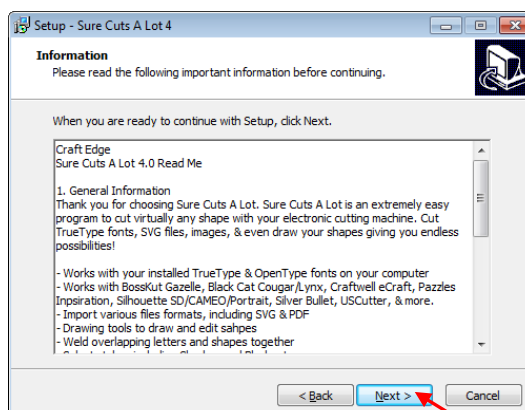 Setup - Sure Cuts A Lot 4
Information
Please read the following important information before continuing.
When you are ready to continue with Setup, click Next.
Craft Edge
Sure Cuts A Lot 4.0 Read Me
1. General Information
Thank you for choosing Sure Cuts A Lot. Sure Cuts A Lot is an extremely easy
program to cut virtually any shape with your electronic cutting machine. Cut
TrueType fonts, SVG files, images, & even draw your shapes giving you endless
possibilities!
- Works with your installed TrueType & OpenType fonts on your computer
- Works with BossKut Gazelle, Black Cat Cougar/Lynx, Craftwell eCraft, Pazzles
Inpsiration, Silhouette SD/CAMEO/Portrait, Silver Bullet, USCutter, & more.
- Import various files formats, including SVG & PDF
- Drawing tools to draw and edit sahpes
- Weld overlapping letters and shapes together
< Back
Next >
Cancel